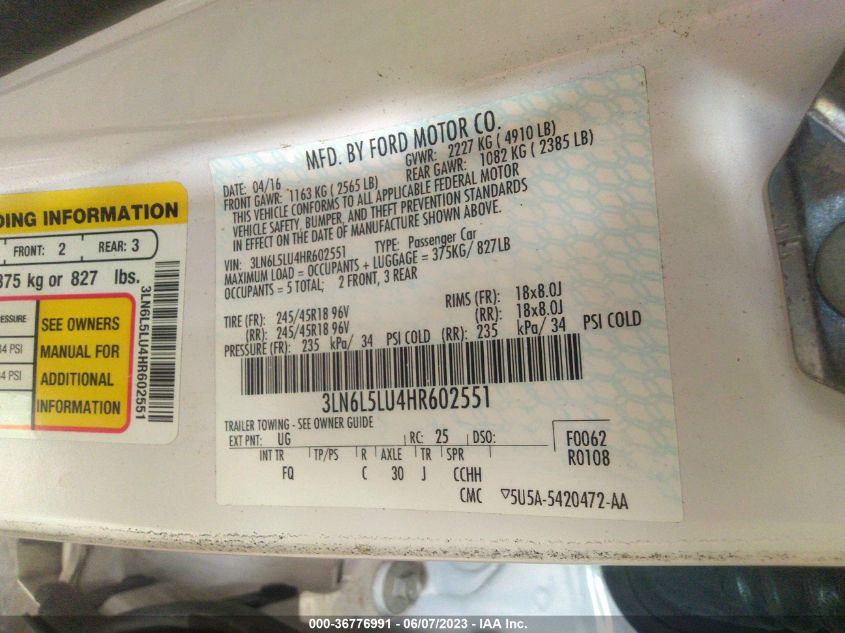 MFD. BY FORD MOTOR CO.
DATE: 04/16 GVWR: 2227 KG ( 4910 LB)
FRONT GAWR: 1163 KG ( 2565 LB) REAR GAWR: 1082 KG ( 2385 LB)
THIS VEHICLE CONFORMS TO ALL APPLICABLE FEDERAL MOTOR
VEHICLE SAFETY, BUMPER, AND THEFT PREVENTION STANDARDS
IN EFFECT ON THE DATE OF MANUFACTURE SHOWN ABOVE.
VIN: 3LN6L5LU4HR602551 TYPE: Passenger Car
MAXIMUM LOAD = OCCUPANTS + LUGGAGE = 375KG/ 827LB
OCCUPANTS = 5 TOTAL; 2 FRONT, 3 REAR
TIRE (FR): 245/45R18 96V RIMS (FR): 18x8.0J
(RR): 245/45R18 96V (RR): 18x8.0J
PRESSURE (FR): 235 kPa/ 34 PSI COLD (RR): 235 kPa/ 34 PSI COLD
3LN6L5LU4HR602551
TRAILER TOWING - SEE OWNER GUIDE
EXT PNT: UG RC: 25 DSO:
INT TR TP/PS R AXLE TR SPR
FQ C 30 J CCHH
F0062
R0108
CMC ▽5U5A-5420472-AA
DING INFORMATION
FRONT: 2 REAR: 3
375 kg or 827 lbs.
RESSURE
34 PSI
34 PSI
SEE OWNERS
MANUAL FOR
ADDITIONAL
INFORMATION
3LN6L5LU4HR602551
000-36776991 - 06/07/2023 - IAA Inc.